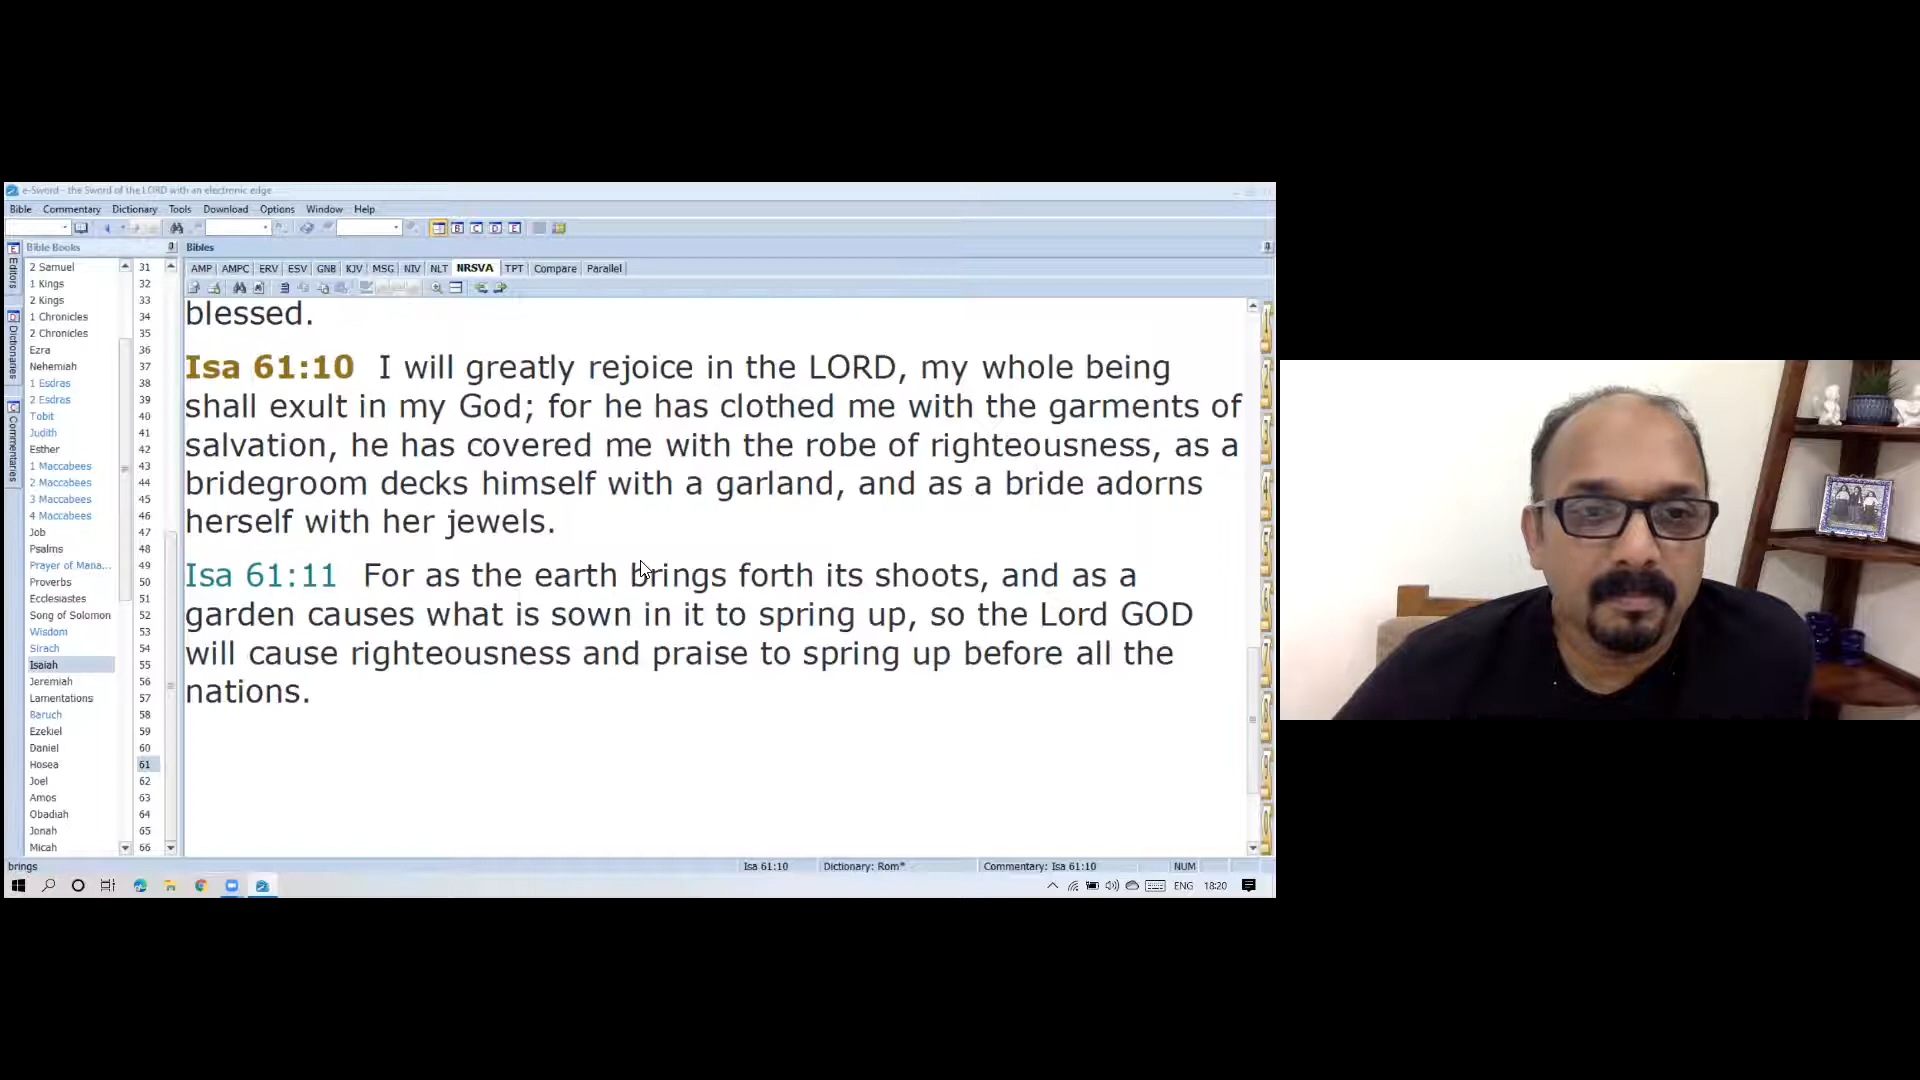 e-Sword - the Sword of the LORD with an electronic edge
Bible Commentary Dictionary Tools Download Options Window Help
Bible Books
Bibles
AMP AMPC ERV ESV GNB KJV MSG NIV NLT NRSVA TPT Compare Parallel
Editors
Dictionaries
Commentaries
2 Samuel 31
1 Kings 32
2 Kings 33
1 Chronicles 34
2 Chronicles 35
Ezra 36
Nehemiah 37
1 Esdras 38
2 Esdras 39
Tobit 40
Judith 41
Esther 42
1 Maccabees 43
2 Maccabees 44
3 Maccabees 45
4 Maccabees 46
Job 47
Psalms 48
Prayer of Mana... 49
Proverbs 50
Ecclesiastes 51
Song of Solomon 52
Wisdom 53
Sirach 54
Isaiah 55
Jeremiah 56
Lamentations 57
Baruch 58
Ezekiel 59
Daniel 60
Hosea 61
Joel 62
Amos 63
Obadiah 64
Jonah 65
Micah 66
blessed.
Isa 61:10 I will greatly rejoice in the LORD, my whole being
shall exult in my God; for he has clothed me with the garments of
salvation, he has covered me with the robe of righteousness, as a
bridegroom decks himself with a garland, and as a bride adorns
herself with her jewels.
Isa 61:11 For as the earth brings forth its shoots, and as a
garden causes what is sown in it to spring up, so the Lord GOD
will cause righteousness and praise to spring up before all the
nations.
brings Isa 61:10 Dictionary: Rom* Commentary: Isa 61:10 NUM
ENG 18:20